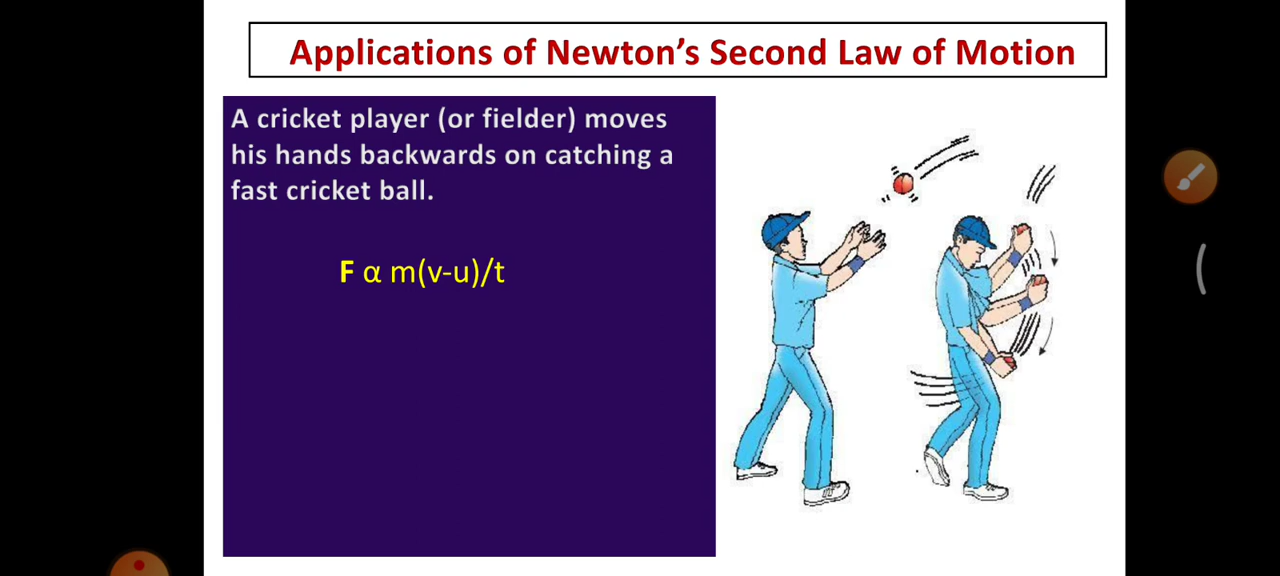 Applications of Newton’s Second Law of Motion
A cricket player (or fielder) moves
his hands backwards on catching a
fast cricket ball.
F α m(v-u)/t